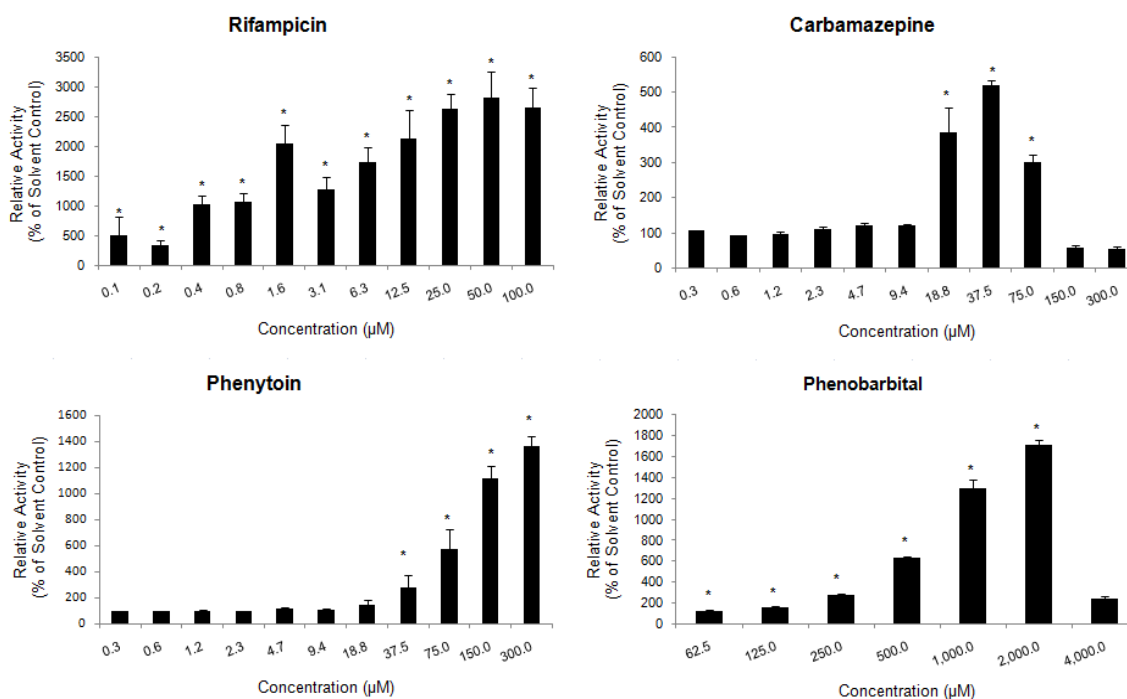 Rifampicin
Relative Activity
(% of Solvent Control)
3500
3000
2500
2000
1500
1000
500
0
* * * * * * * * * * *
0.1 0.2 0.4 0.8 1.6 3.1 6.3 12.5 25.0 50.0 100.0
Concentration (µM)
Carbamazepine
Relative Activity
(% of Solvent Control)
600
500
400
300
200
100
0
* * *
0.3 0.6 1.2 2.3 4.7 9.4 18.8 37.5 75.0 150.0 300.0
Concentration (µM)
Phenytoin
Relative Activity
(% of Solvent Control)
1600
1400
1200
1000
800
600
400
200
0
* * * *
0.3 0.6 1.2 2.3 4.7 9.4 18.8 37.5 75.0 150.0 300.0
Concentration (µM)
Phenobarbital
Relative Activity
(% of Solvent Control)
2000
1800
1600
1400
1200
1000
800
600
400
200
0
* * * * * *
62.5 125.0 250.0 500.0 1,000.0 2,000.0 4,000.0
Concentration (µM)